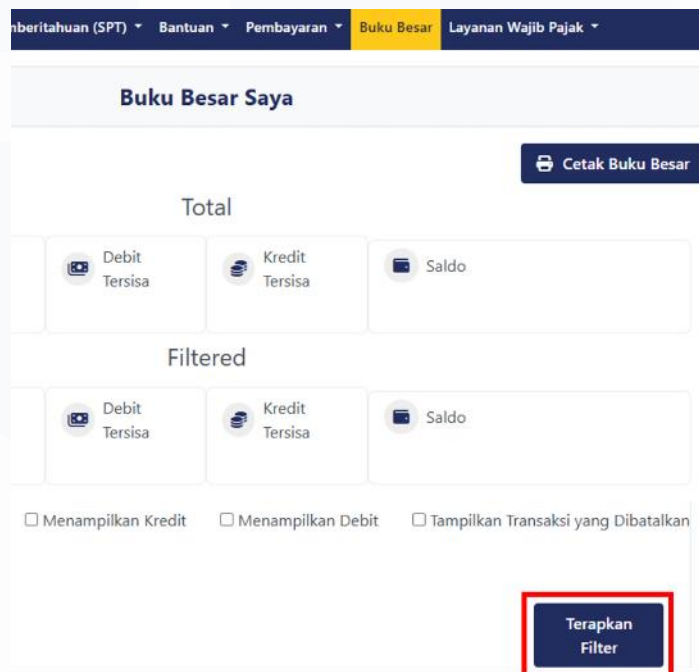 nberitahuan (SPT) Bantuan Pembayaran Buku Besar Layanan Wajib Pajak
Buku Besar Saya
Cetak Buku Besar
Total
Debit Tersisa
Kredit Tersisa
Saldo
Filtered
Debit Tersisa
Kredit Tersisa
Saldo
Menampilkan Kredit Menampilkan Debit Tampilkan Transaksi yang Dibatalkan
Terapkan
Filter